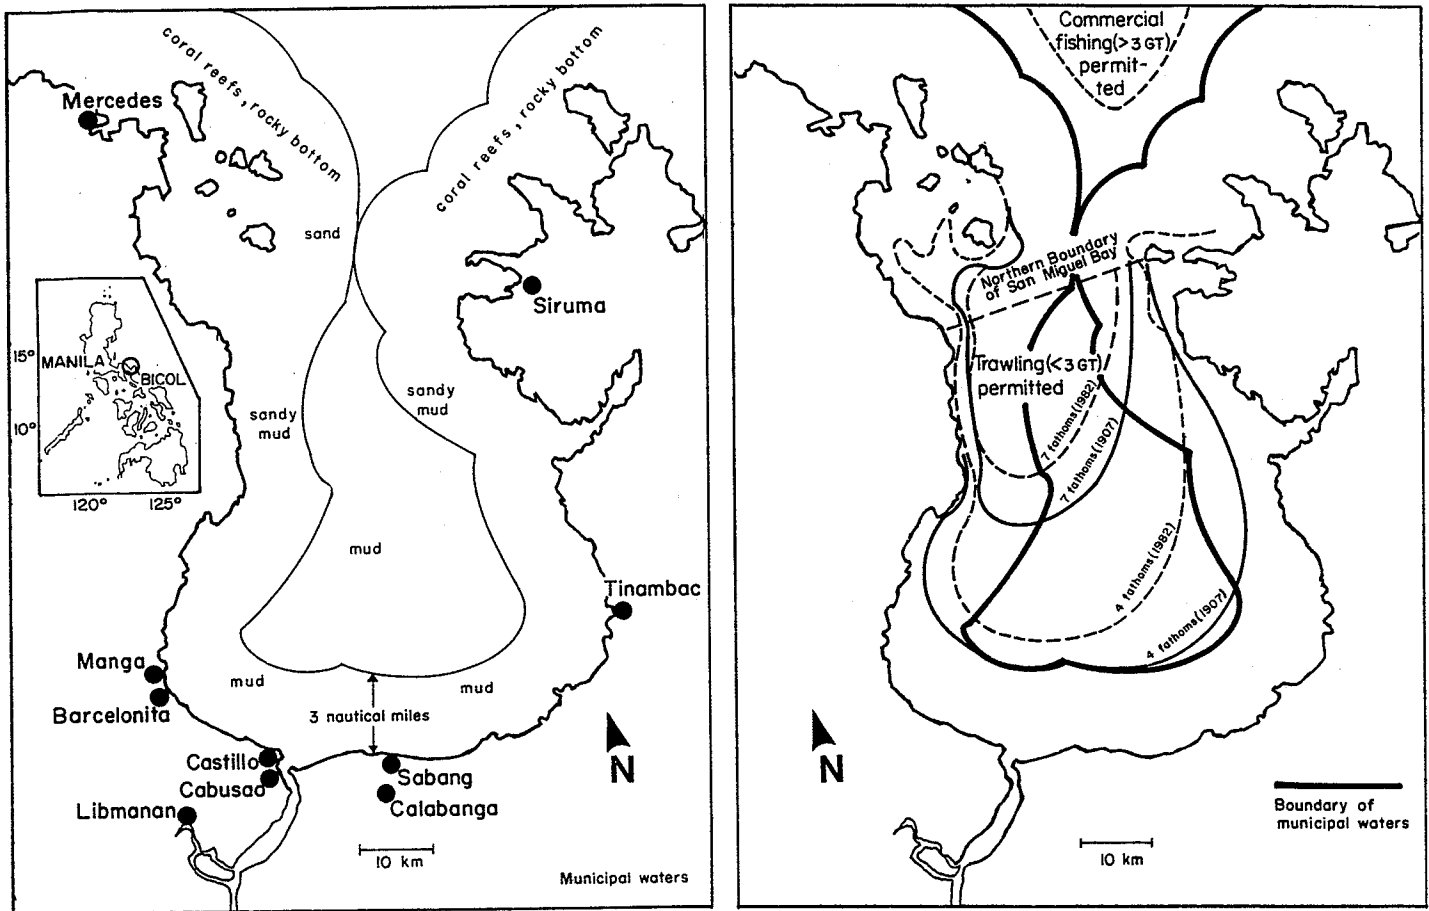 coral reefs, rocky bottom
coral reefs, rocky bottom
Mercedes
sand
Siruma
15°
MANILA
BICOL
10°
120° 125°
sandy
mud
sandy
mud
mud
Tinambac
Manga
mud
mud
Barcelonita
3 nautical miles
Castillo
Sabang
Cabusao
Calabanga
Libmanan
N
10 km
Municipal waters
Commercial
fishing(>3 GT)
permit-
ted
Northern Boundary
of San Miguel Bay
Trawling(<3 GT)
permitted
7 fathoms(1982)
7 fathoms(1907)
4 fathoms(1982)
4 fathoms(1907)
N
Boundary of
municipal waters
10 km